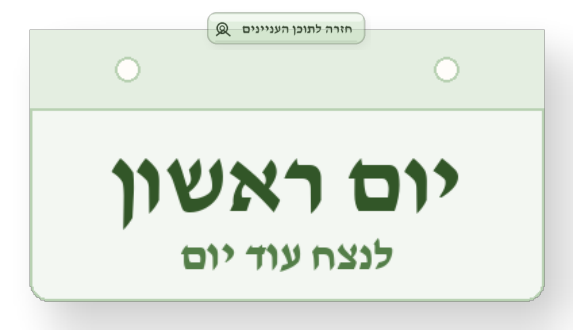 חזרה לתוכן העניינים
יום ראשון
לנצח עוד יום